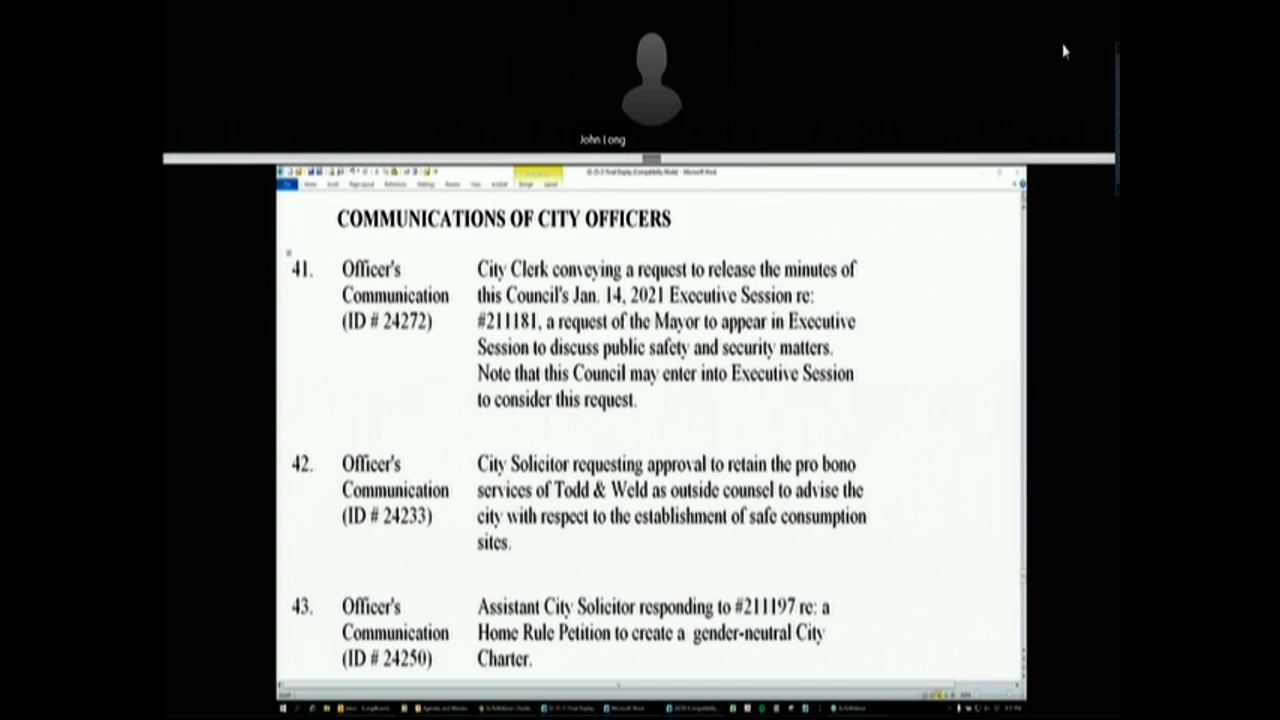 John Long
COMMUNICATIONS OF CITY OFFICERS
41. Officer's Communication (ID # 24272)
City Clerk conveying a request to release the minutes of
this Council's Jan. 14, 2021 Executive Session re:
#211181, a request of the Mayor to appear in Executive
Session to discuss public safety and security matters.
Note that this Council may enter into Executive Session
to consider this request.
42. Officer's Communication (ID # 24233)
City Solicitor requesting approval to retain the pro bono
services of Todd & Weld as outside counsel to advise the
city with respect to the establishment of safe consumption
sites.
43. Officer's Communication (ID # 24250)
Assistant City Solicitor responding to #211197 re: a
Home Rule Petition to create a gender-neutral City
Charter.